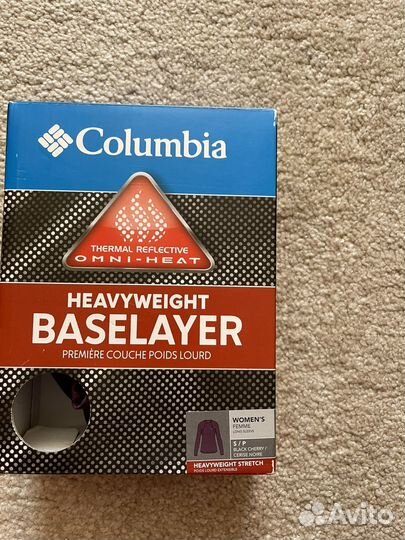 Columbia
THERMAL REFLECTIVE
OMNI-HEAT
HEAVYWEIGHT
BASELAYER
PREMIÈRE COUCHE POIDS LOURD
WOMEN'S
FEMME
LONG SLEEVE
S / P
BLACK CHERRY /
CERISE NOIRE
HEAVYWEIGHT STRETCH
POIDS LOURD EXTENSIBLE
Avito